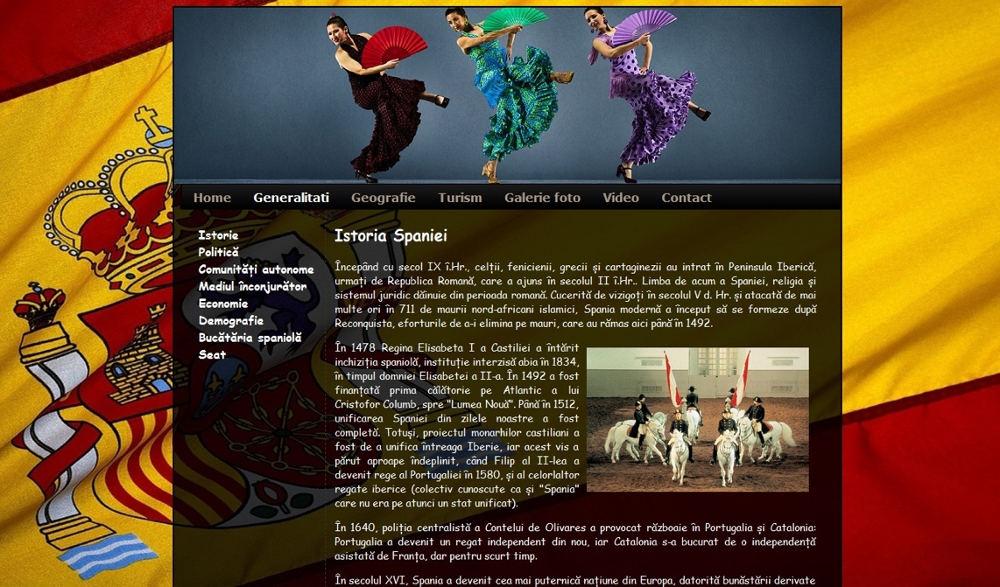 Home Generalitati Geografie Turism Galerie foto Video Contact
Istorie
Politică
Comunități autonome
Mediul înconjurător
Economie
Demografie
Bucătăria spaniolă
Seat
Istoria Spaniei
Începând cu secol IX î.Hr., celții, fenicienii, grecii și cartaginezii au intrat în Peninsula Iberică,
urmați de Republica Romană, care a ajuns în secolul II î.Hr.. Limba de acum a Spaniei, religia și
sistemul juridic dăinuie din perioada romană. Cucerită de vizigoți în secolul V d. Hr. și atacată de mai
multe ori în 711 de maurii nord-africani islamici, Spania modernă a început să se formeze după
Reconquista, eforturile de a-i elimina pe mauri, care au rămas aici până în 1492.
În 1478 Regina Elisabeta I a Castiliei a întărit
inchiziția spaniolă, instituție interzisă abia în 1834,
în timpul domniei Elisabetei a II-a. În 1492 a fost
finanțată prima călătorie pe Atlantic a lui
Cristofor Columb, spre "Lumea Nouă". Până în 1512,
unificarea Spaniei din zilele noastre a fost
completă. Totuși, proiectul monarhilor castiliani a
fost de a unifica întreaga Iberie, iar acest vis a
părut aproape îndeplinit, când Filip al II-lea a
devenit rege al Portugaliei în 1580, și al celorlaltor
regate iberice (colectiv cunoscute ca și "Spania"
care nu era pe atunci un stat unificat).
În 1640, poliția centralistă a Contelui de Olivares a provocat războaie în Portugalia și Catalonia:
Portugalia a devenit un regat independent din nou, iar Catalonia s-a bucurat de o independență
asistată de Franța, dar pentru scurt timp.
În secolul XVI, Spania a devenit cea mai puternică națiune din Europa, datorită bunăstării derivate